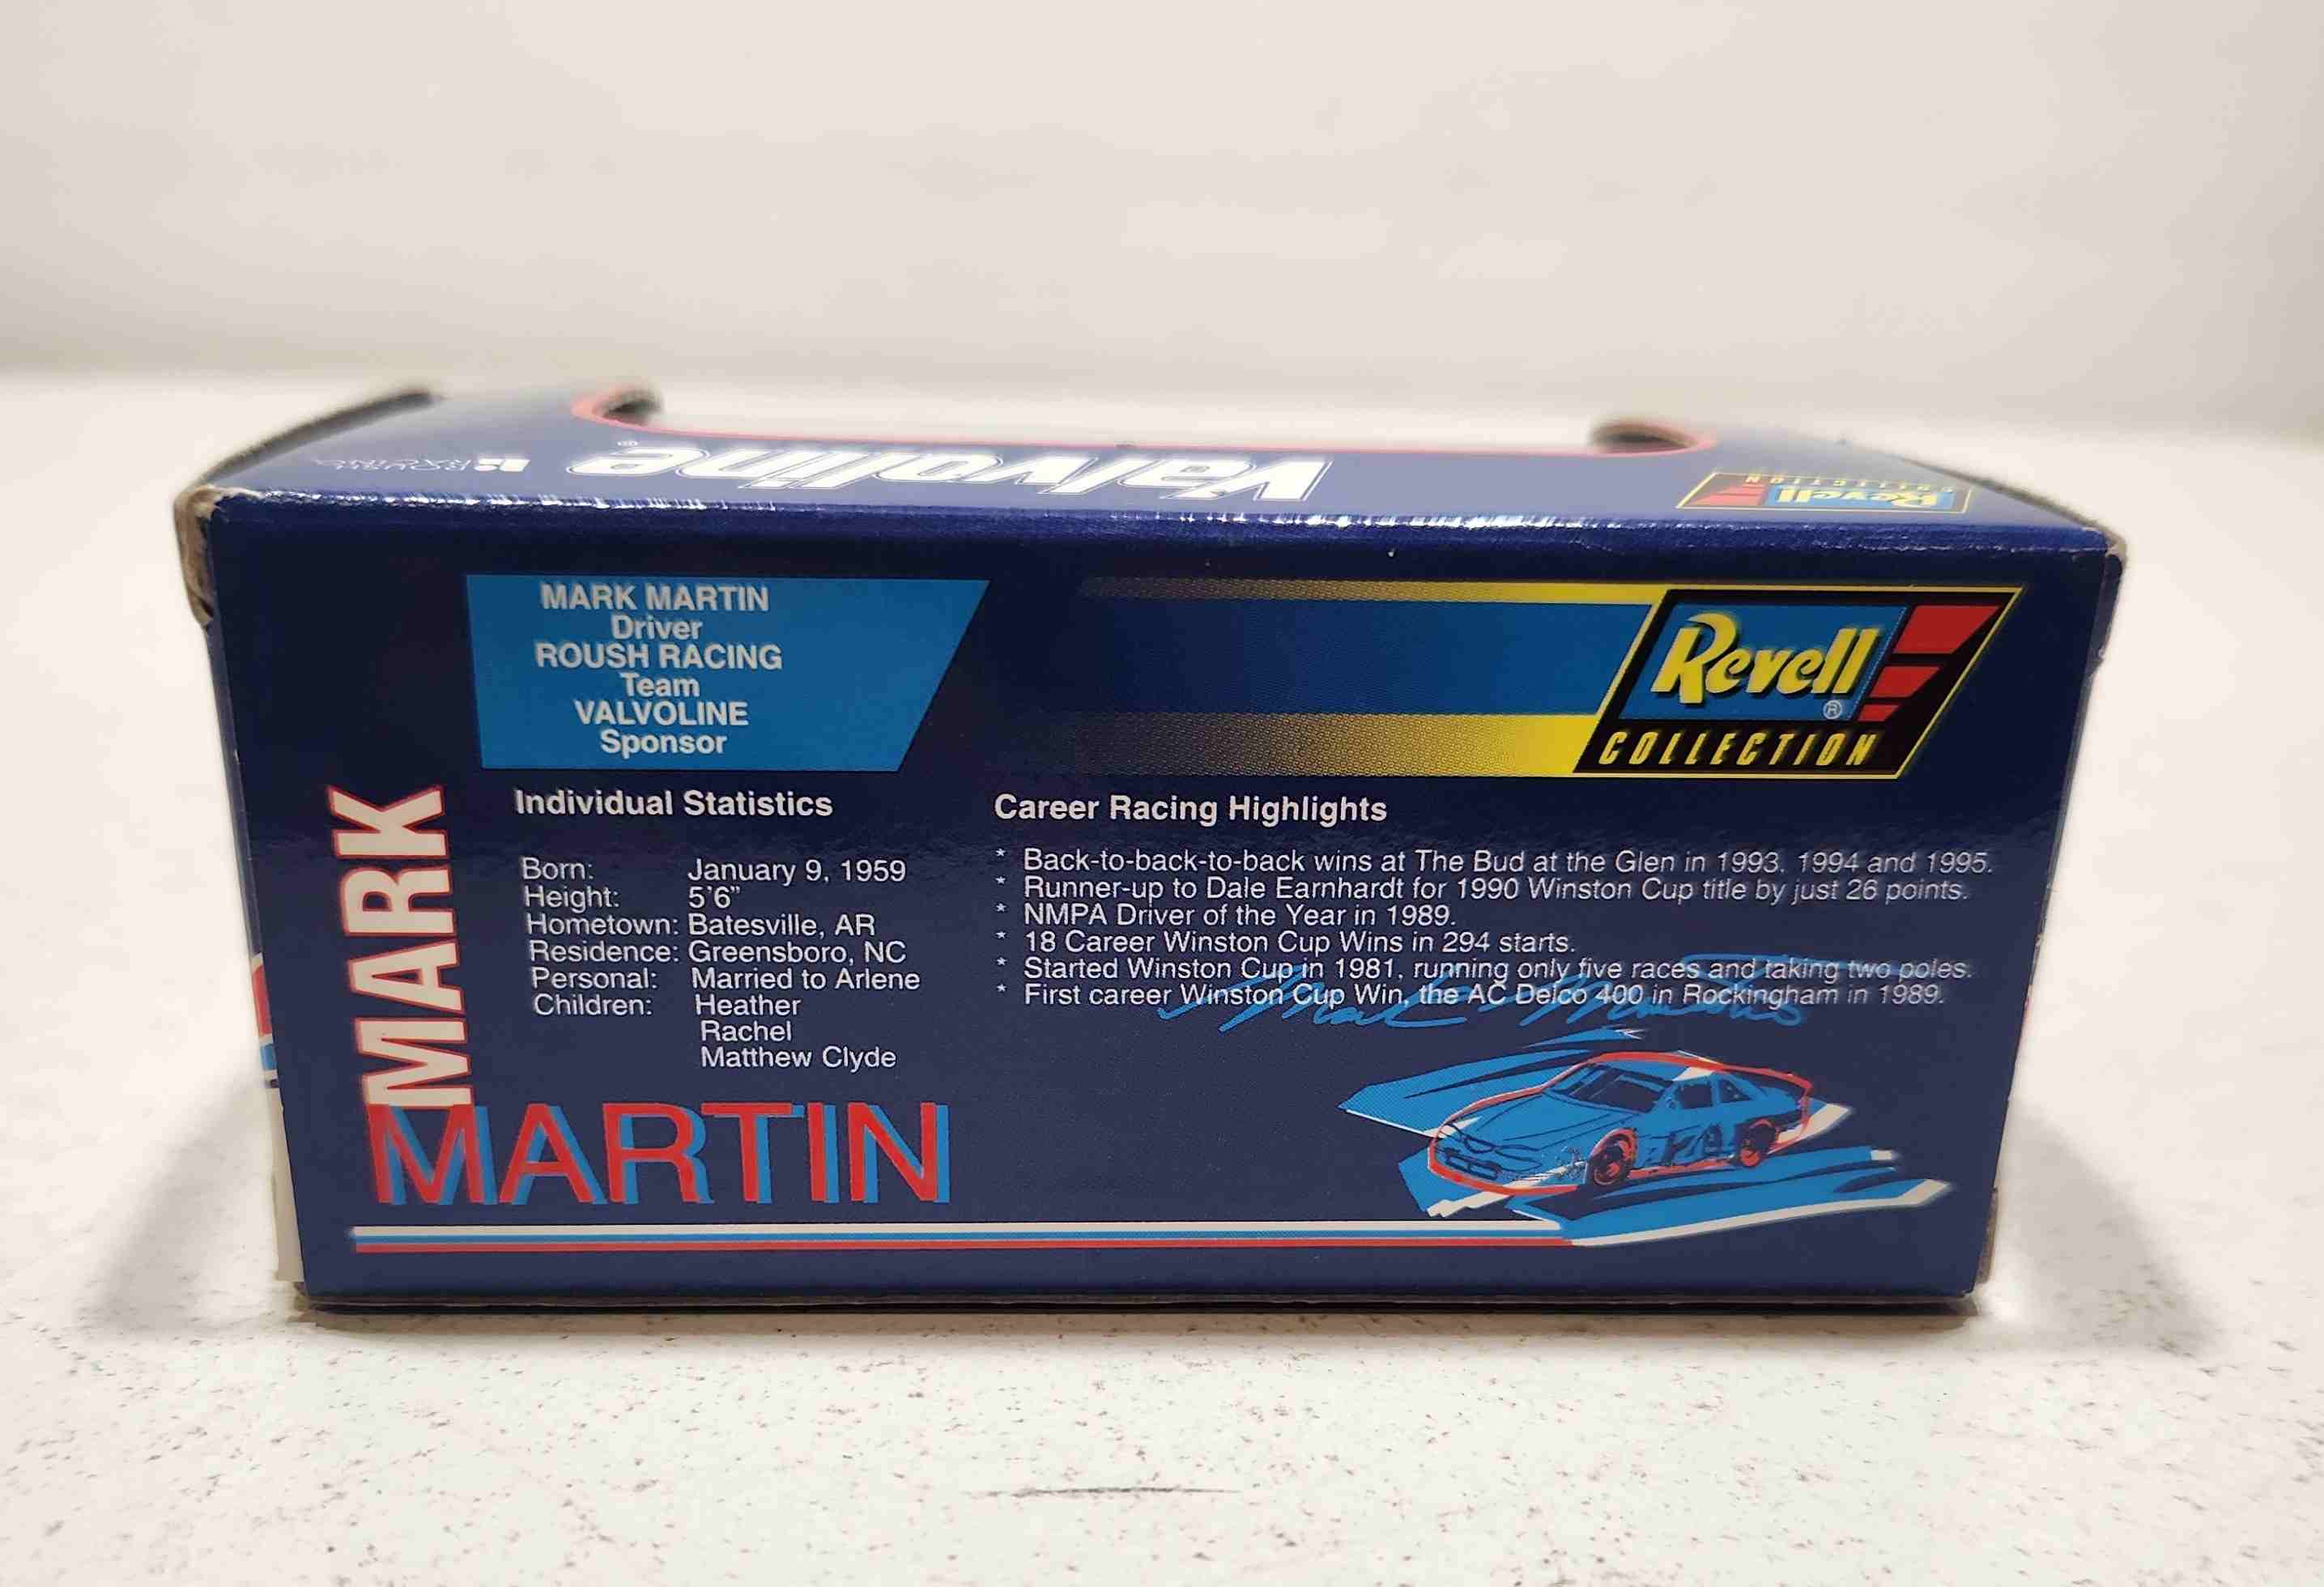 ROUSH
RACING
Valvoline®
Revell
COLLECTION
MARK MARTIN
Driver
ROUSH RACING
Team
VALVOLINE
Sponsor
Revell®
COLLECTION
MARK
MARTIN
Individual Statistics
Born: January 9, 1959
Height: 5'6"
Hometown: Batesville, AR
Residence: Greensboro, NC
Personal: Married to Arlene
Children: Heather
Rachel
Matthew Clyde
Career Racing Highlights
* Back-to-back-to-back wins at The Bud at the Glen in 1993, 1994 and 1995.
* Runner-up to Dale Earnhardt for 1990 Winston Cup title by just 26 points.
* NMPA Driver of the Year in 1989.
* 18 Career Winston Cup Wins in 294 starts.
* Started Winston Cup in 1981, running only five races and taking two poles.
* First career Winston Cup Win, the AC Delco 400 in Rockingham in 1989.
Mark Martin